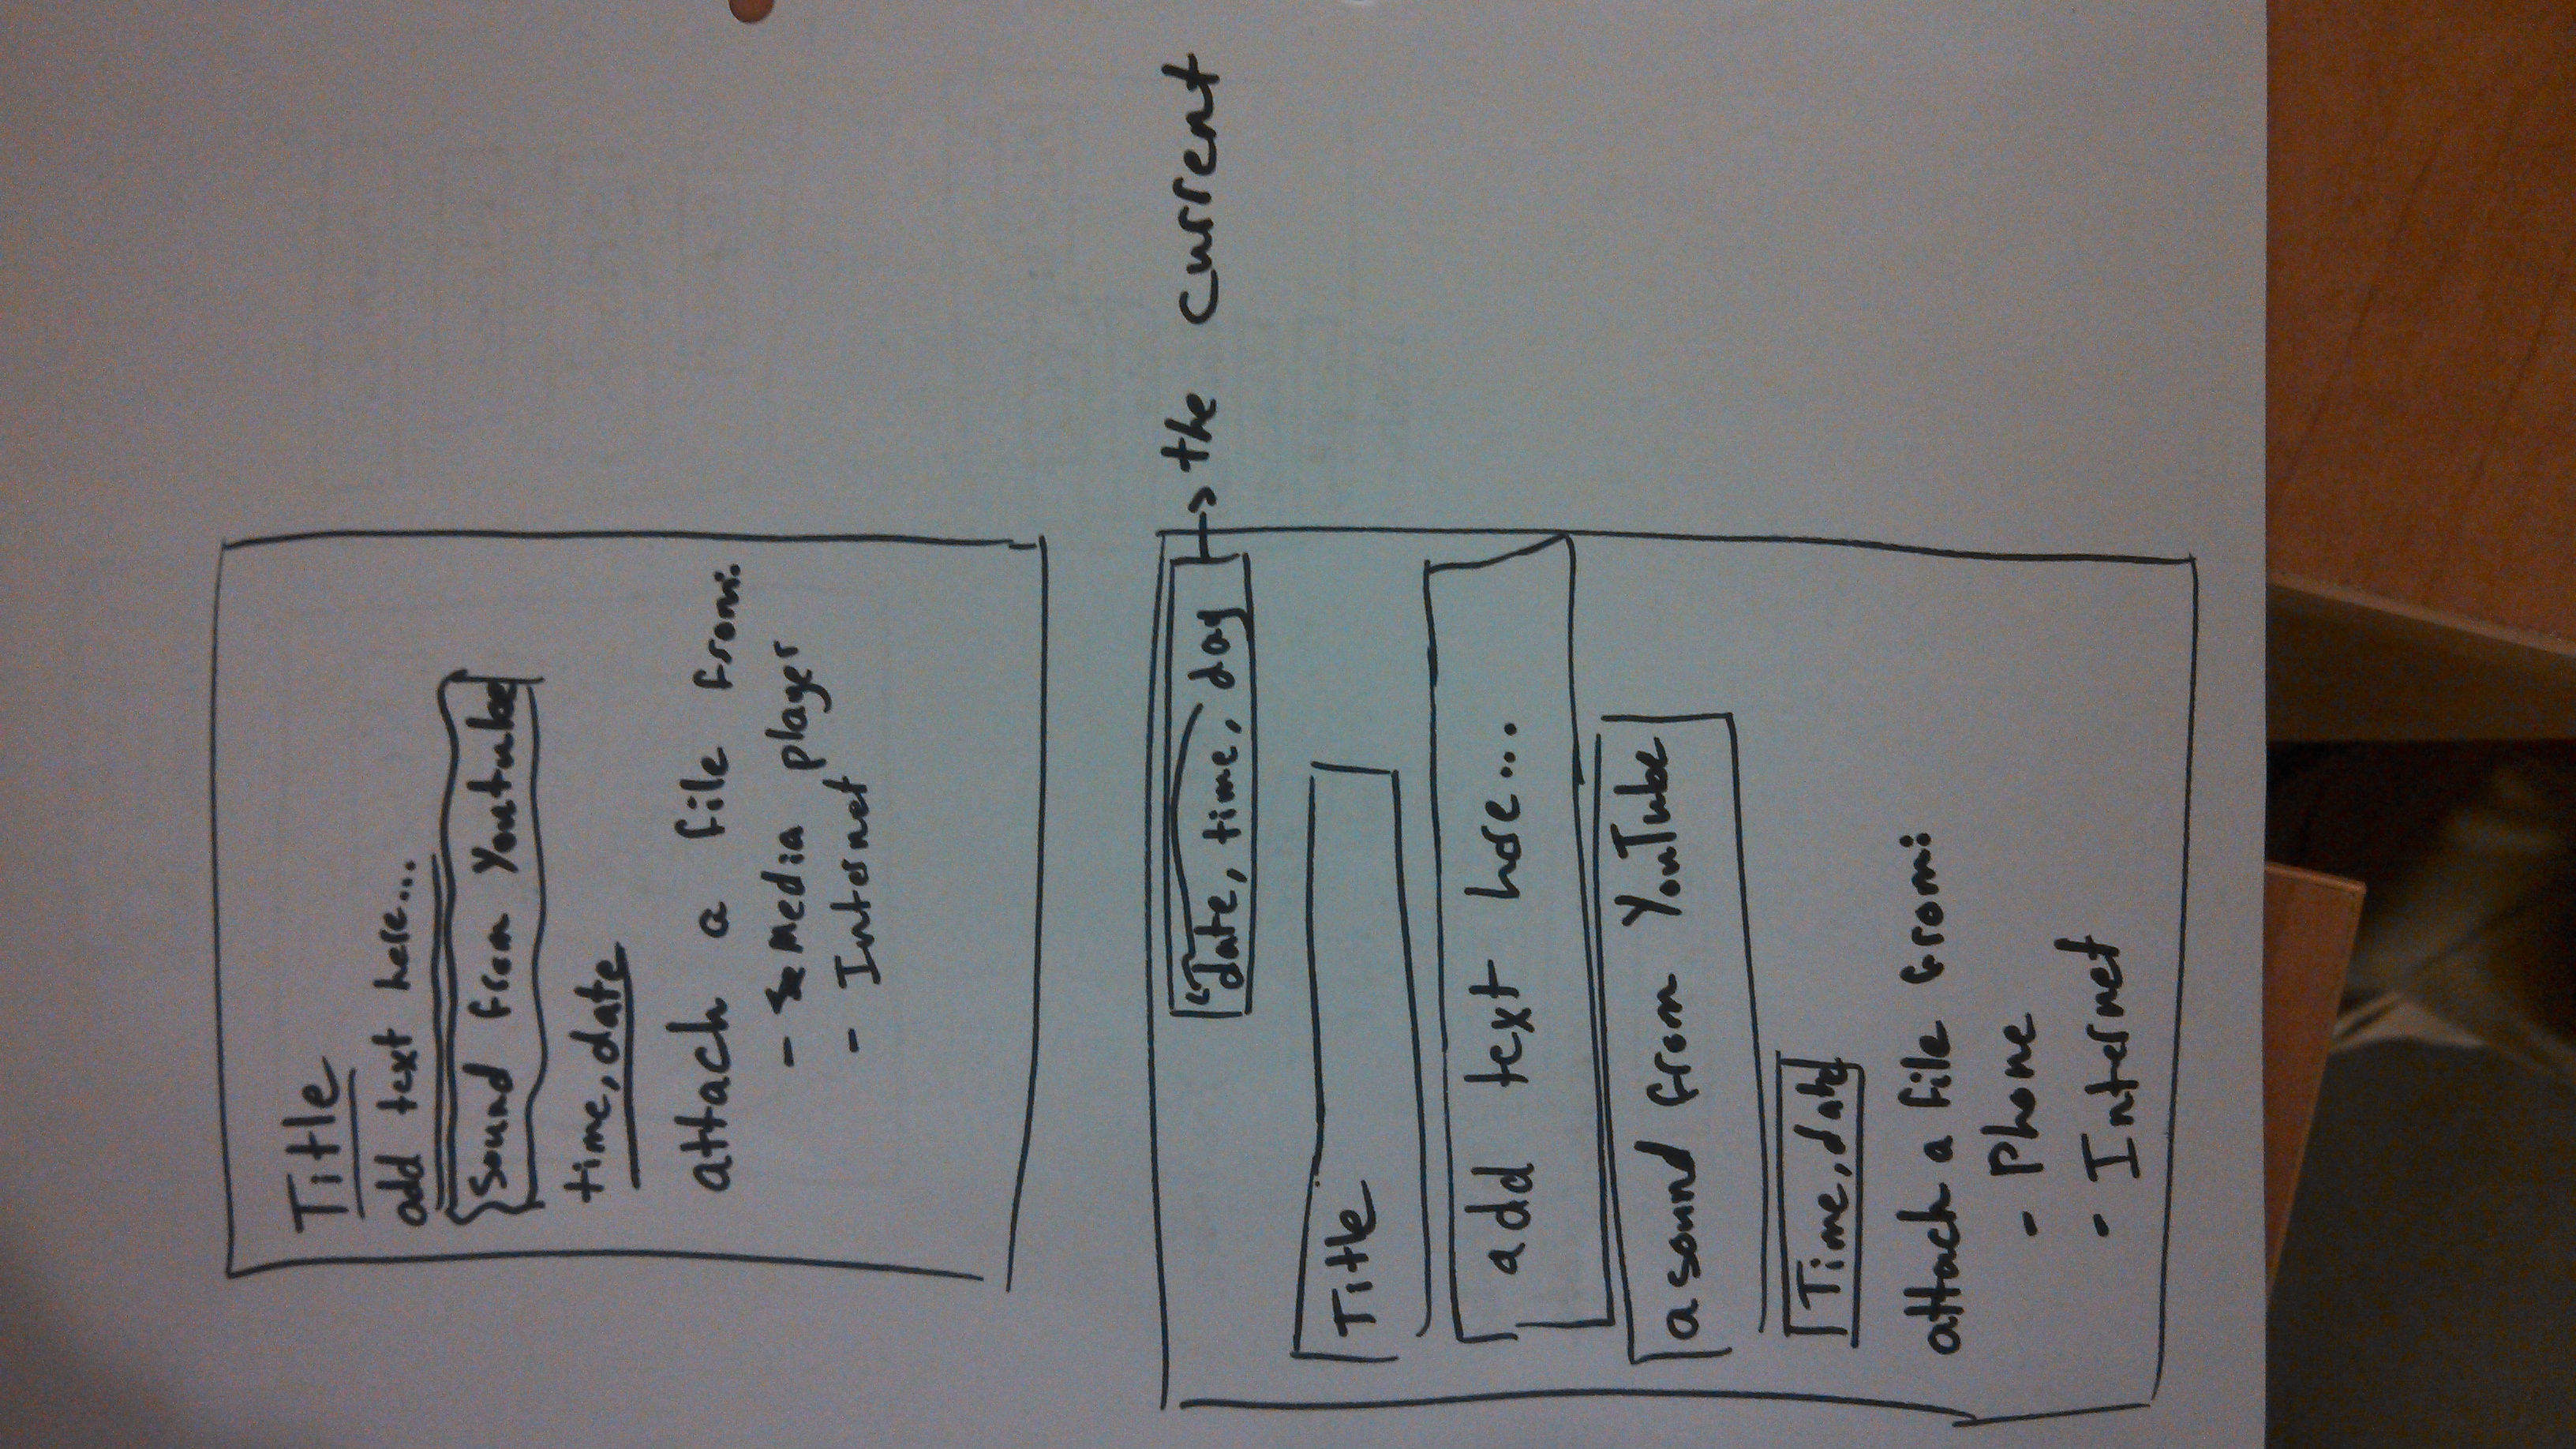 Title
add text here...
Sound from Youtube
time, date
attach a file from:
- Media player
- Internet
date, time, day → the current
Title
add text here...
a sound from YouTube
Time, date
attach a file from:
- Phone
- Internet